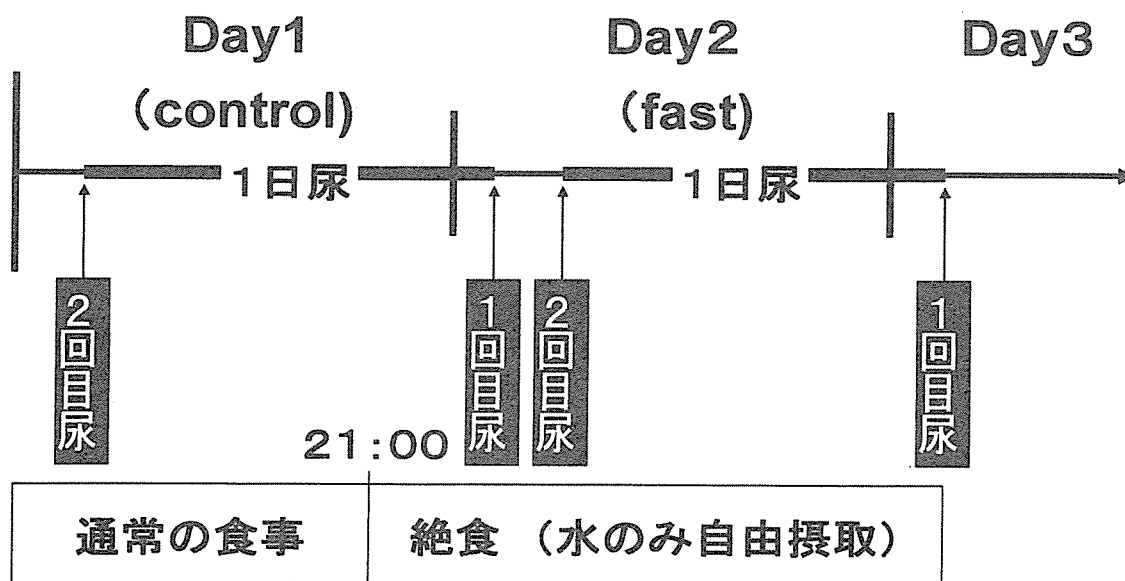 Day1
Day2
Day3
(control)
(fast)
1日尿
1日尿
2回目尿
1回目尿
2回目尿
1回目尿
21:00
通常の食事
絶食 (水のみ自由摂取)